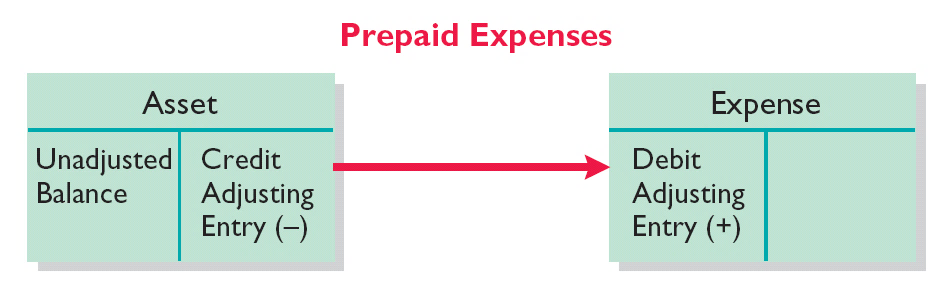 Prepaid Expenses
Asset
Unadjusted
Balance
Credit
Adjusting
Entry (–)
Expense
Debit
Adjusting
Entry (+)